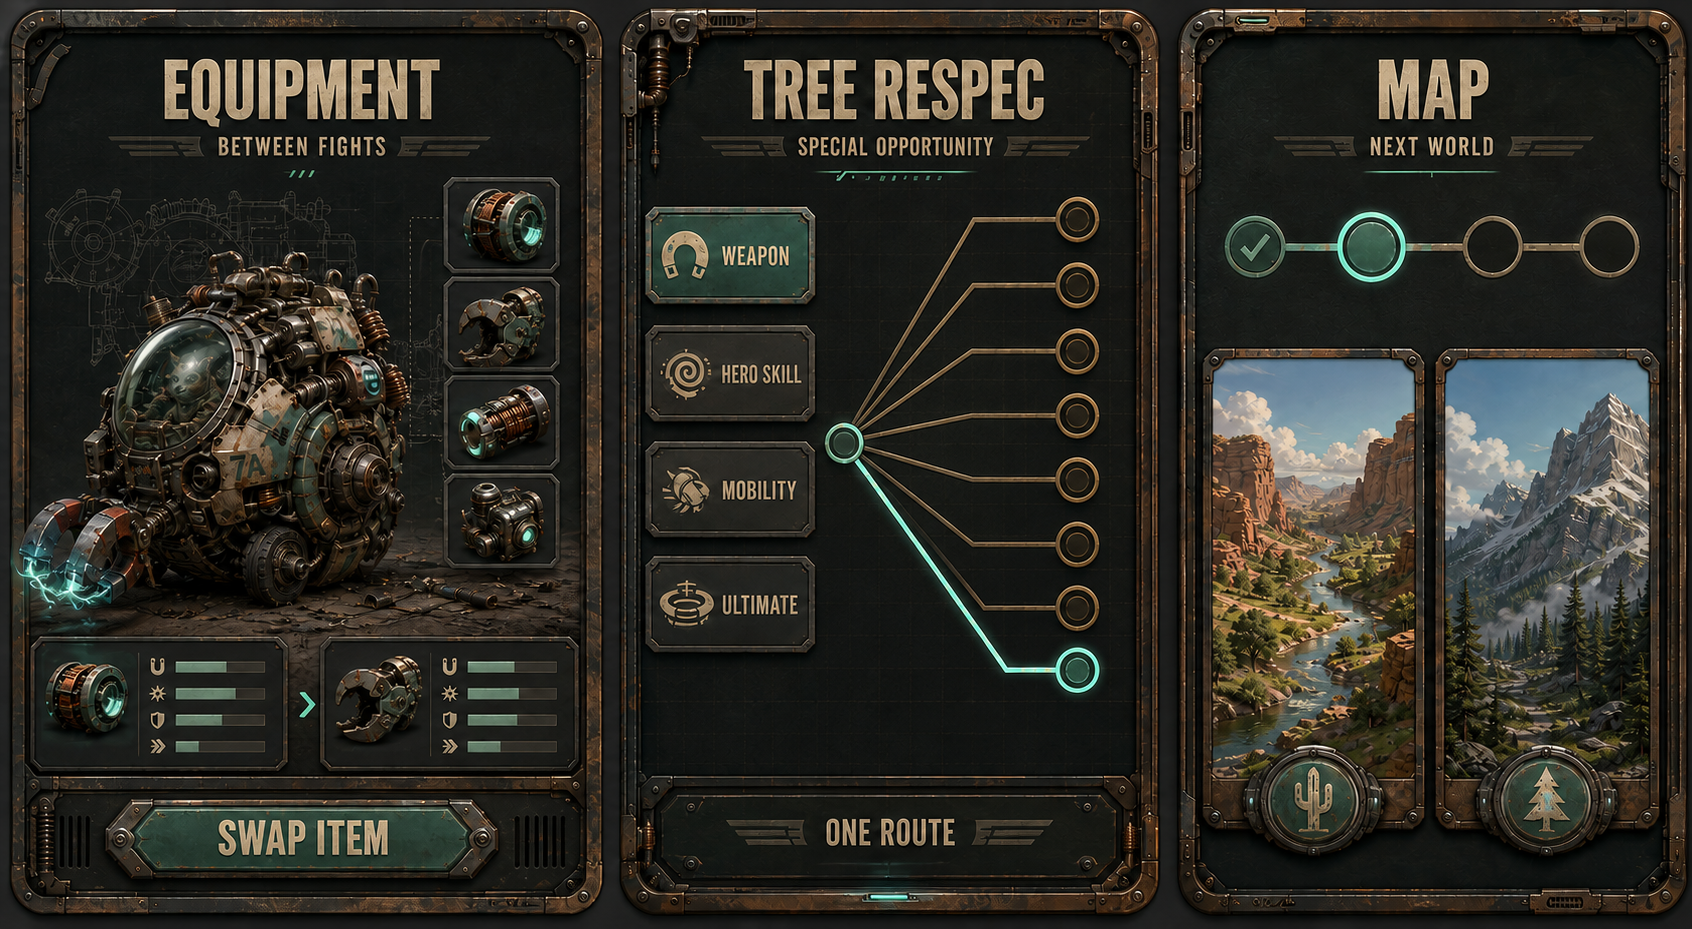 EQUIPMENT
BETWEEN FIGHTS
7A
SWAP ITEM
TREE RESPEC
SPECIAL OPPORTUNITY
WEAPON
HERO SKILL
MOBILITY
ULTIMATE
ONE ROUTE
MAP
NEXT WORLD